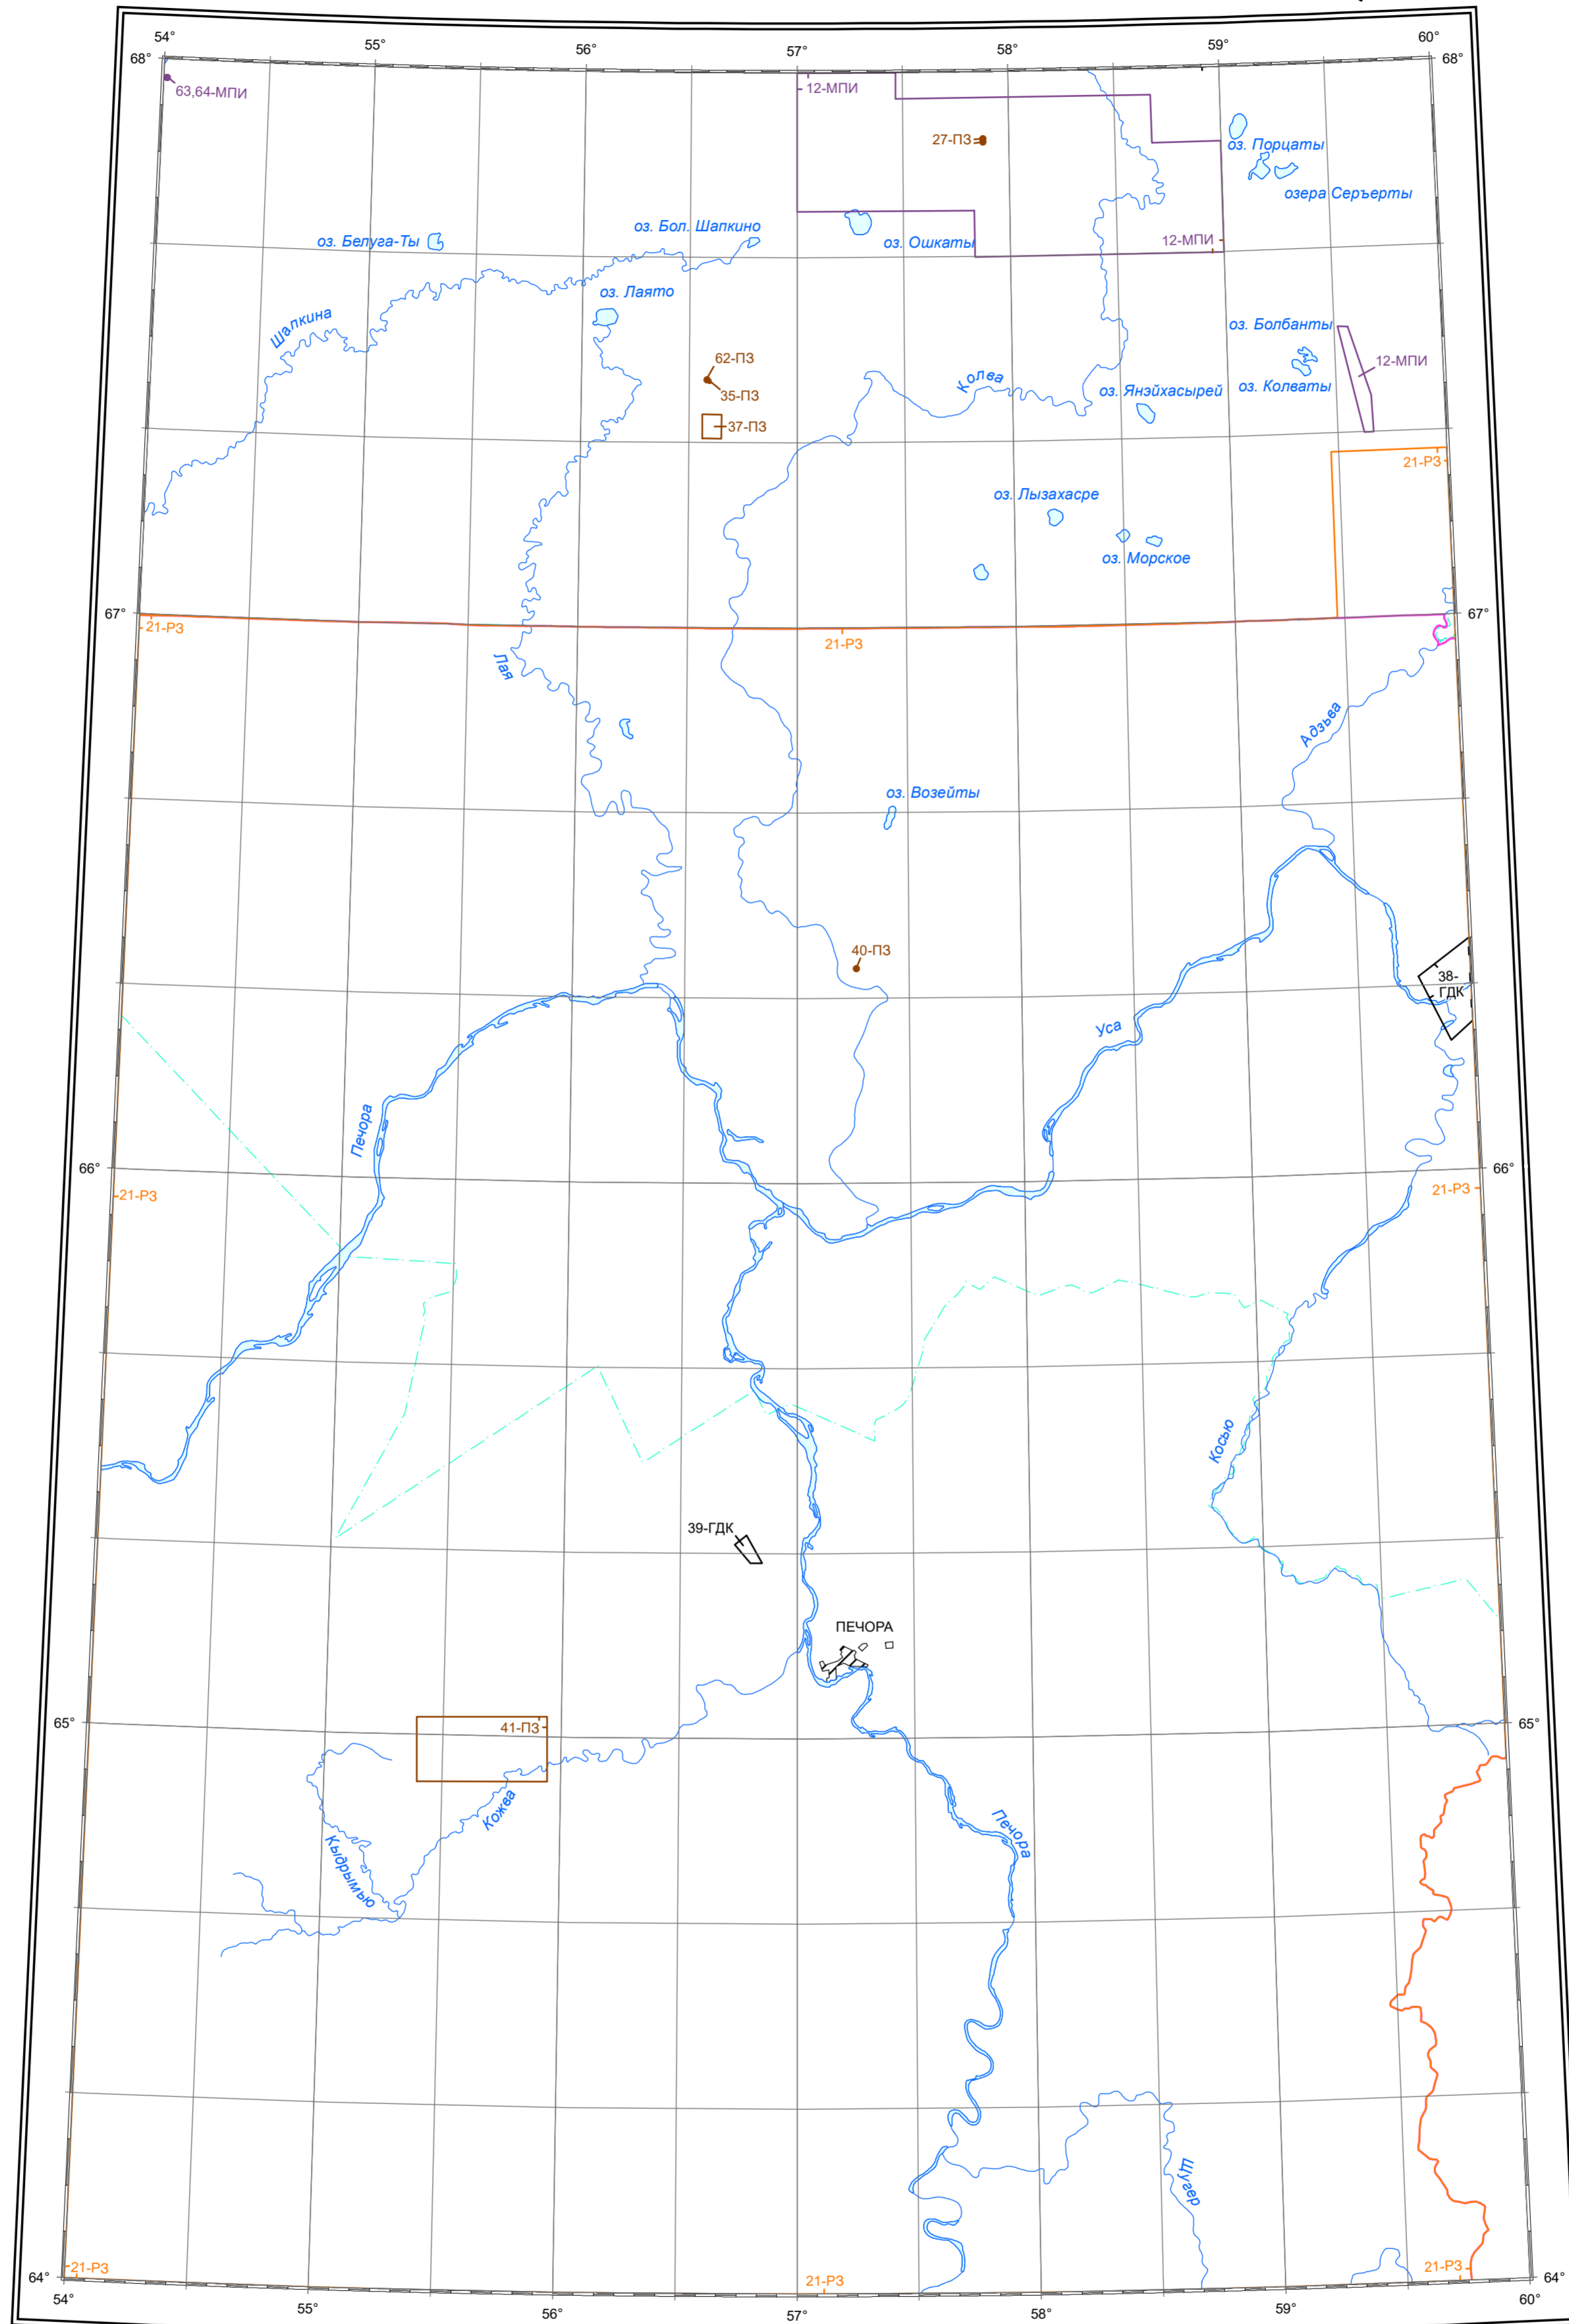 54°
55°
56°
57°
58°
59°
60°
68°
68°
63,64-МПИ
12-МПИ
27-ПЗ
оз. Порцаты
озера Серъерты
оз. Белуга-Ты
оз. Бол. Шапкино
оз. Ошкаты
12-МПИ
оз. Лаято
Шапкина
оз. Болбанты
62-ПЗ
12-МПИ
35-ПЗ
Колва
оз. Янэйхасырей
оз. Колваты
37-ПЗ
21-РЗ
оз. Лызахасре
оз. Морское
67°
67°
21-РЗ
21-РЗ
Лая
Адзьва
оз. Возейты
40-ПЗ
38-
ГДК
Уса
Печора
66°
66°
21-РЗ
21-РЗ
Косью
39-ГДК
ПЕЧОРА
65°
65°
41-ПЗ
Кожва
Печора
Кыдрымъю
Щугер
21-РЗ
21-РЗ
21-РЗ
64°
64°
54°
55°
56°
57°
58°
59°
60°